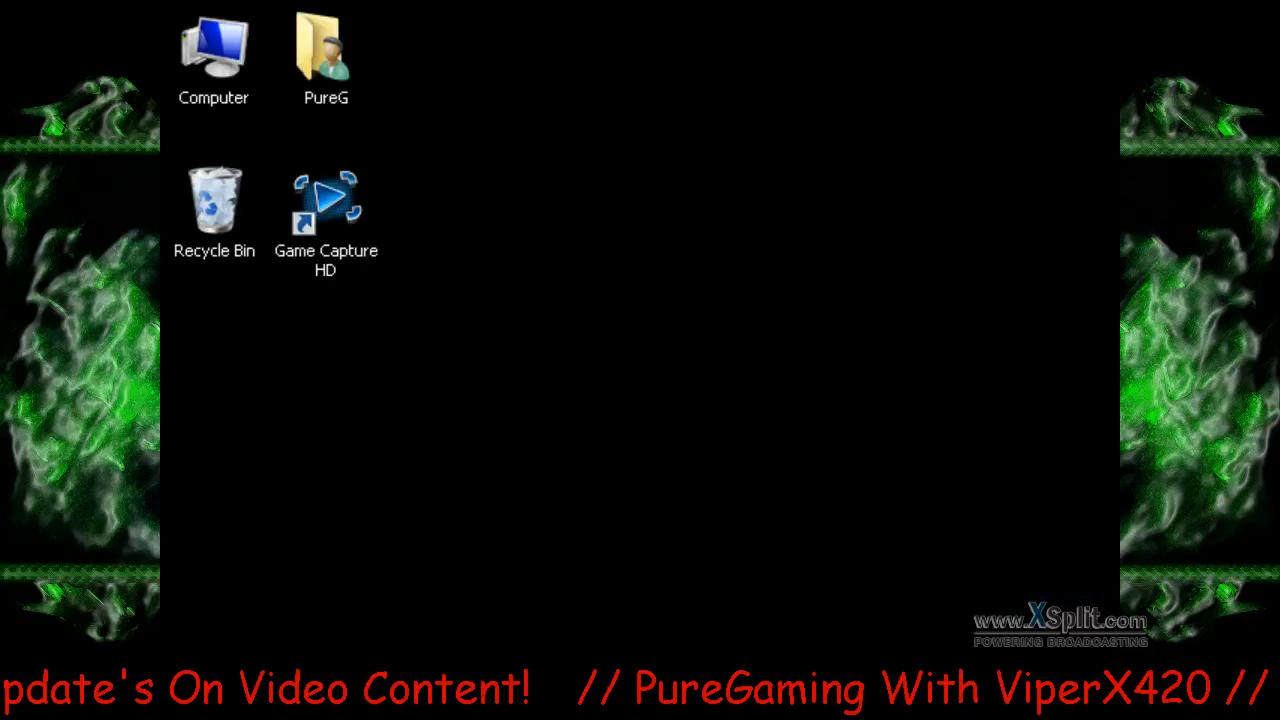 Computer
PureG
Recycle Bin
Game Capture
HD
www.XSplit.com
POWERING BROADCASTING
pdate's On Video Content! // PureGaming With ViperX420 //